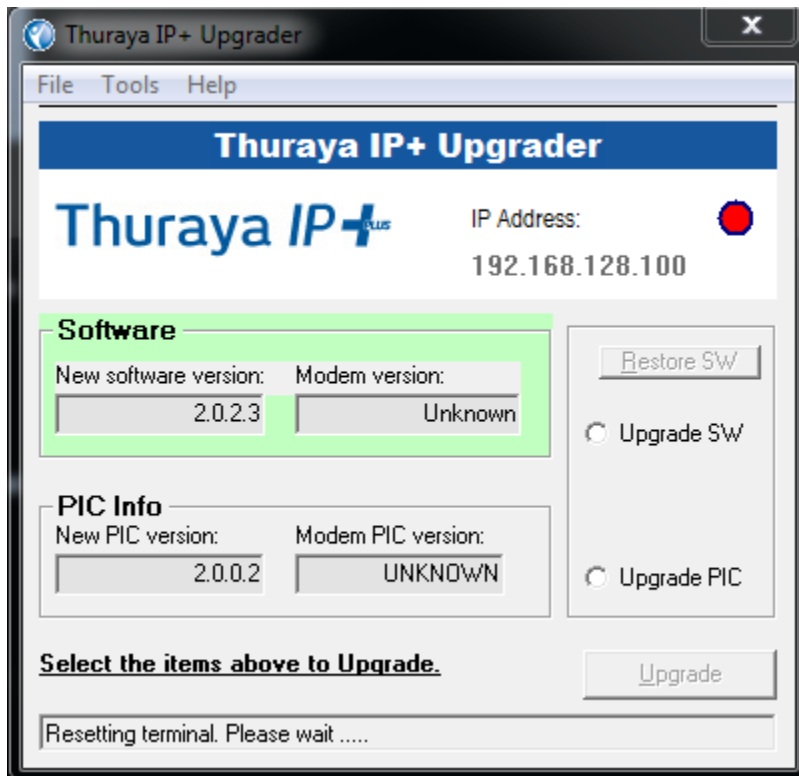 Thuraya IP+ Upgrader
X
File Tools Help
Thuraya IP+ Upgrader
Thuraya IP+ PLUS
IP Address:
192.168.128.100
Software
New software version: Modem version:
2.0.2.3 Unknown
Restore SW
Upgrade SW
PIC Info
New PIC version: Modem PIC version:
2.0.0.2 UNKNOWN
Upgrade PIC
Select the items above to Upgrade.
Upgrade
Resetting terminal. Please wait .....